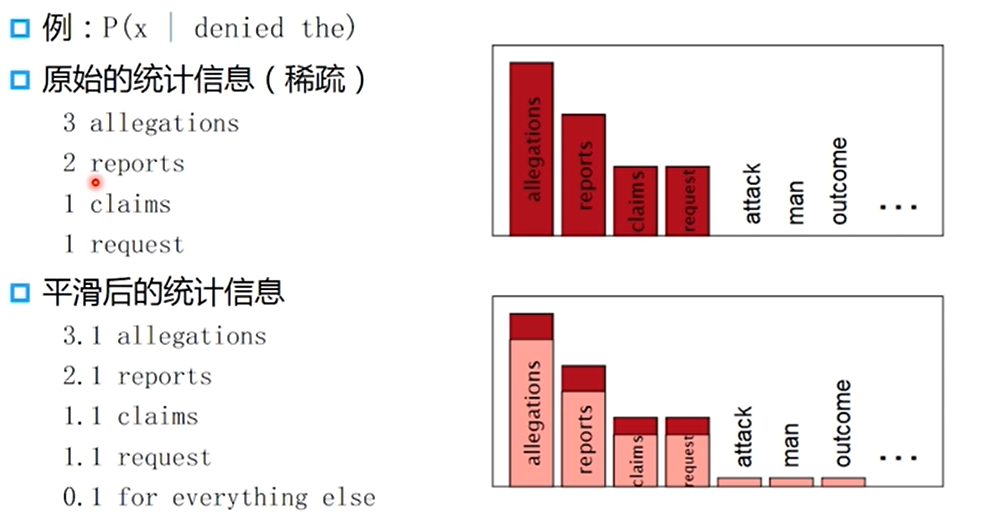 例：P(x | denied the)
原始的统计信息（稀疏）
3 allegations
2 reports
1 claims
1 request
平滑后的统计信息
3.1 allegations
2.1 reports
1.1 claims
1.1 request
0.1 for everything else
allegations
reports
claims
request
attack
man
outcome
...
allegations
reports
claims
request
attack
man
outcome
...